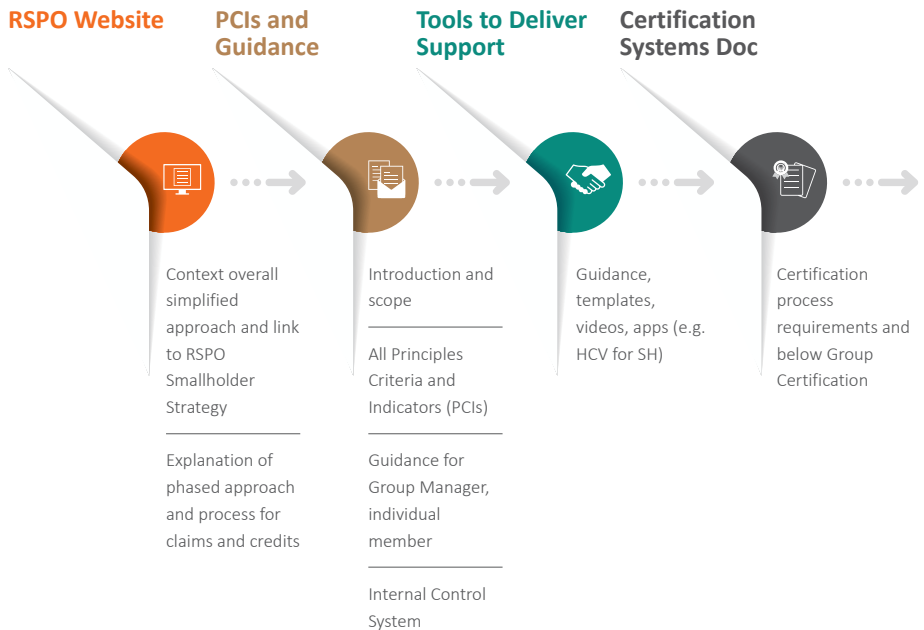 RSPO Website
Context overall
simplified
approach and link
to RSPO
Smallholder
Strategy
Explanation of
phased approach
and process for
claims and credits
PCIs and
Guidance
Introduction and
scope
All Principles
Criteria and
Indicators (PCIs)
Guidance for
Group Manager,
individual
member
Internal Control
System
Tools to Deliver
Support
Guidance,
templates,
videos, apps (e.g.
HCV for SH)
Certification
Systems Doc
Certification
process
requirements and
below Group
Certification